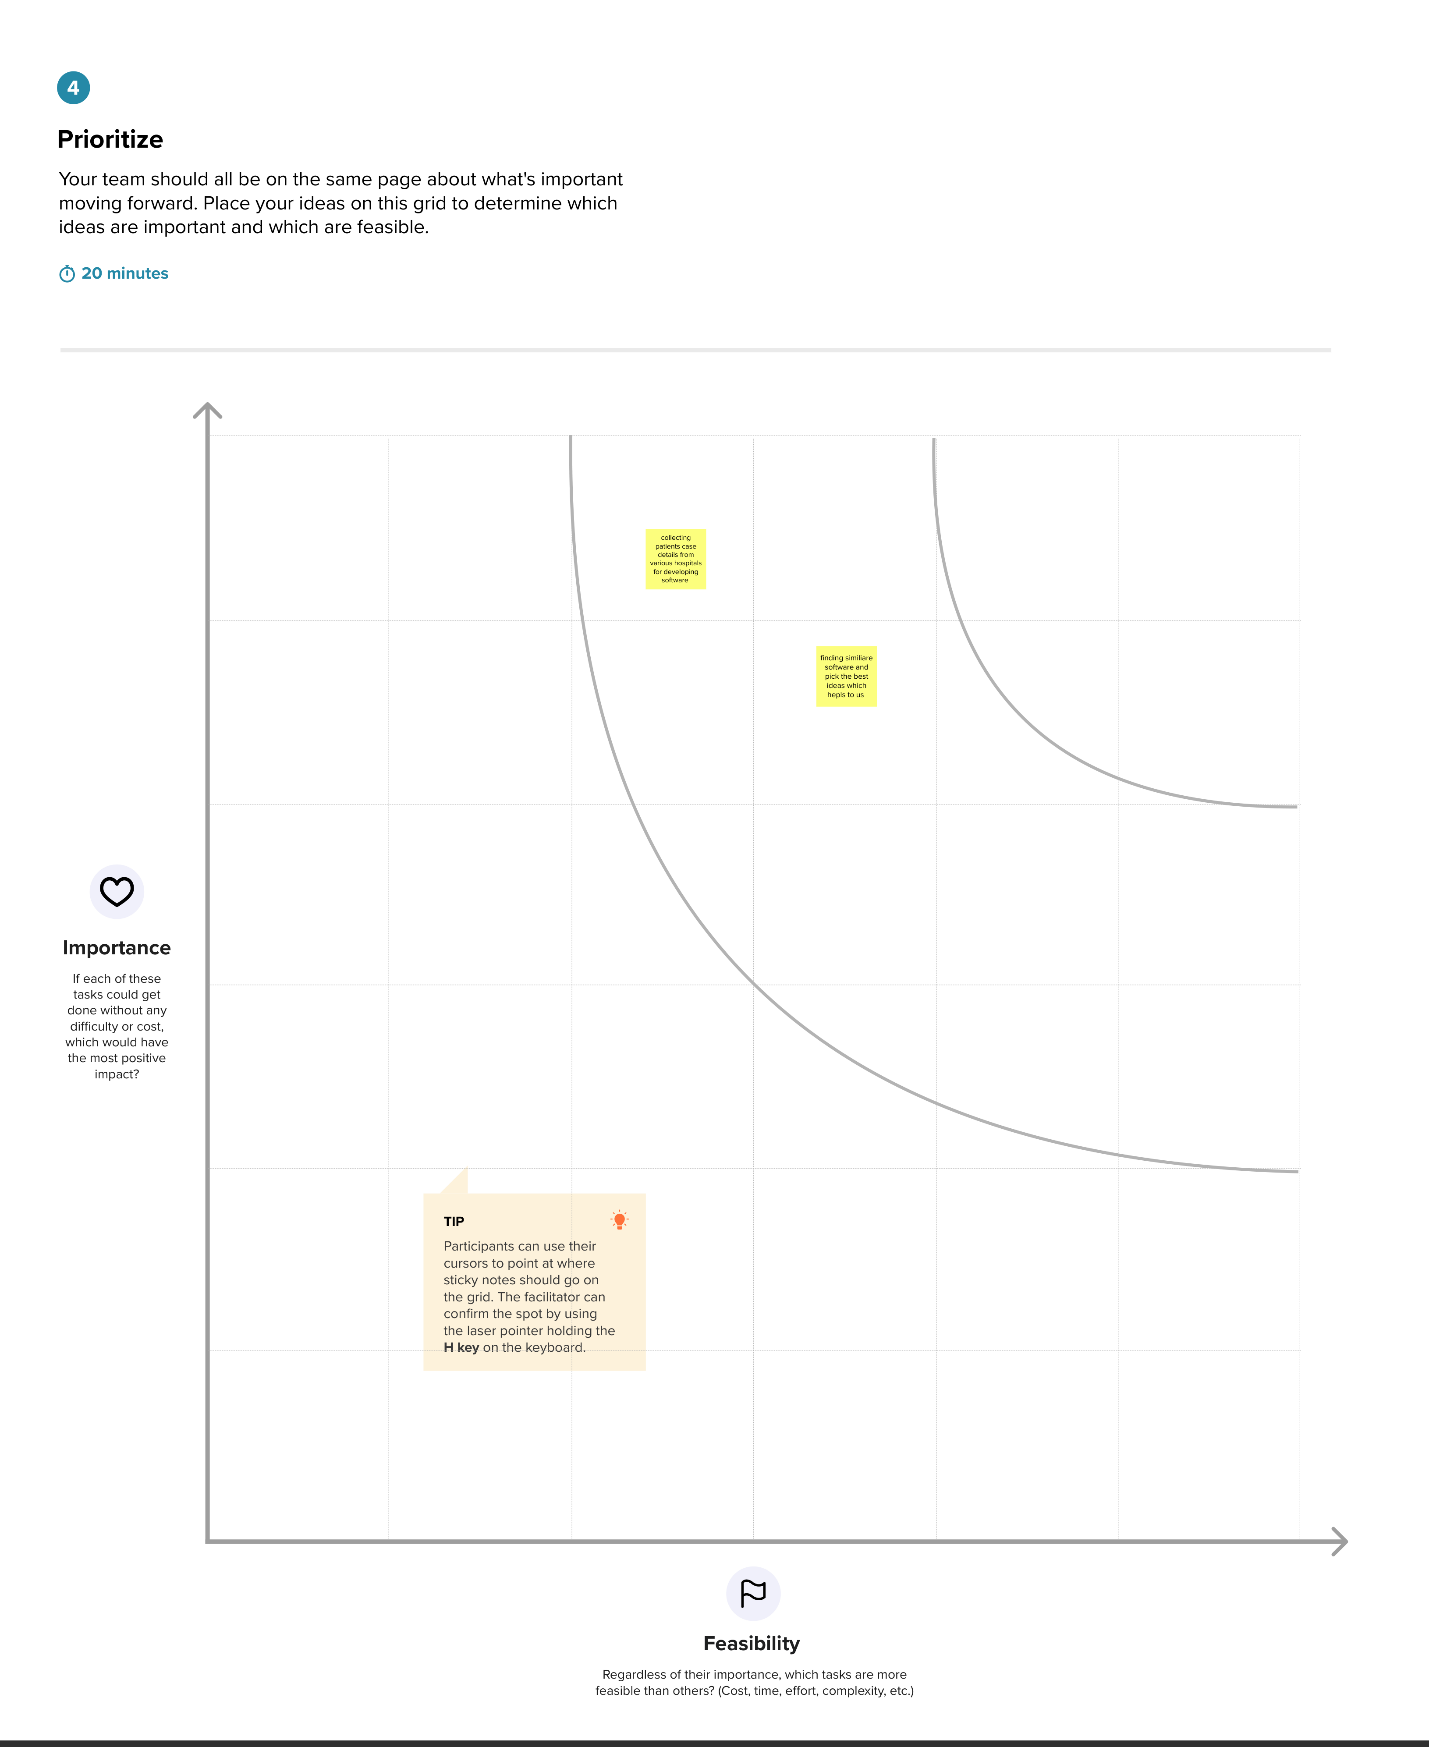 4
Prioritize
Your team should all be on the same page about what's important
moving forward. Place your ideas on this grid to determine which
ideas are important and which are feasible.
20 minutes
collecting
patients case
details from
various hospitals
for developing
software
finding similiare
software and
pick the best
ideas which
hepls to us
Importance
If each of these
tasks could get
done without any
difficulty or cost,
which would have
the most positive
impact?
TIP
Participants can use their
cursors to point at where
sticky notes should go on
the grid. The facilitator can
confirm the spot by using
the laser pointer holding the
H key on the keyboard.
Feasibility
Regardless of their importance, which tasks are more
feasible than others? (Cost, time, effort, complexity, etc.)